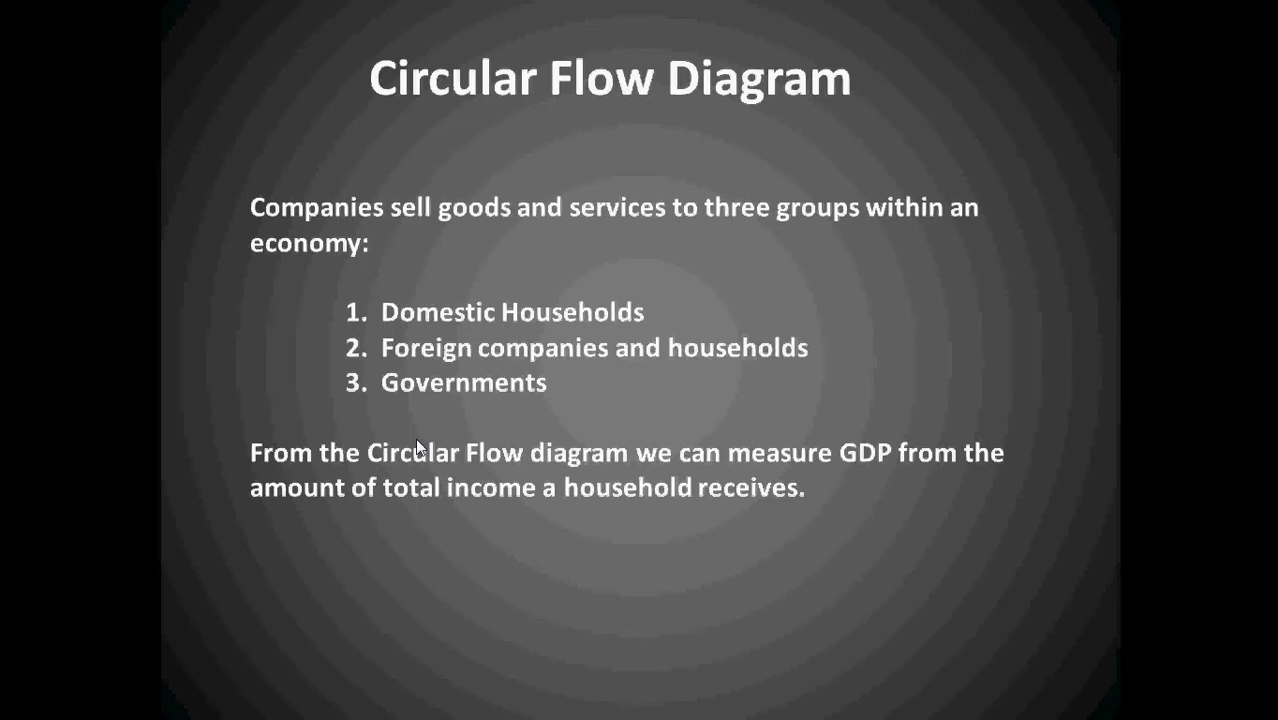 Circular Flow Diagram
Companies sell goods and services to three groups within an
economy:
1. Domestic Households
2. Foreign companies and households
3. Governments
From the Circular Flow diagram we can measure GDP from the
amount of total income a household receives.